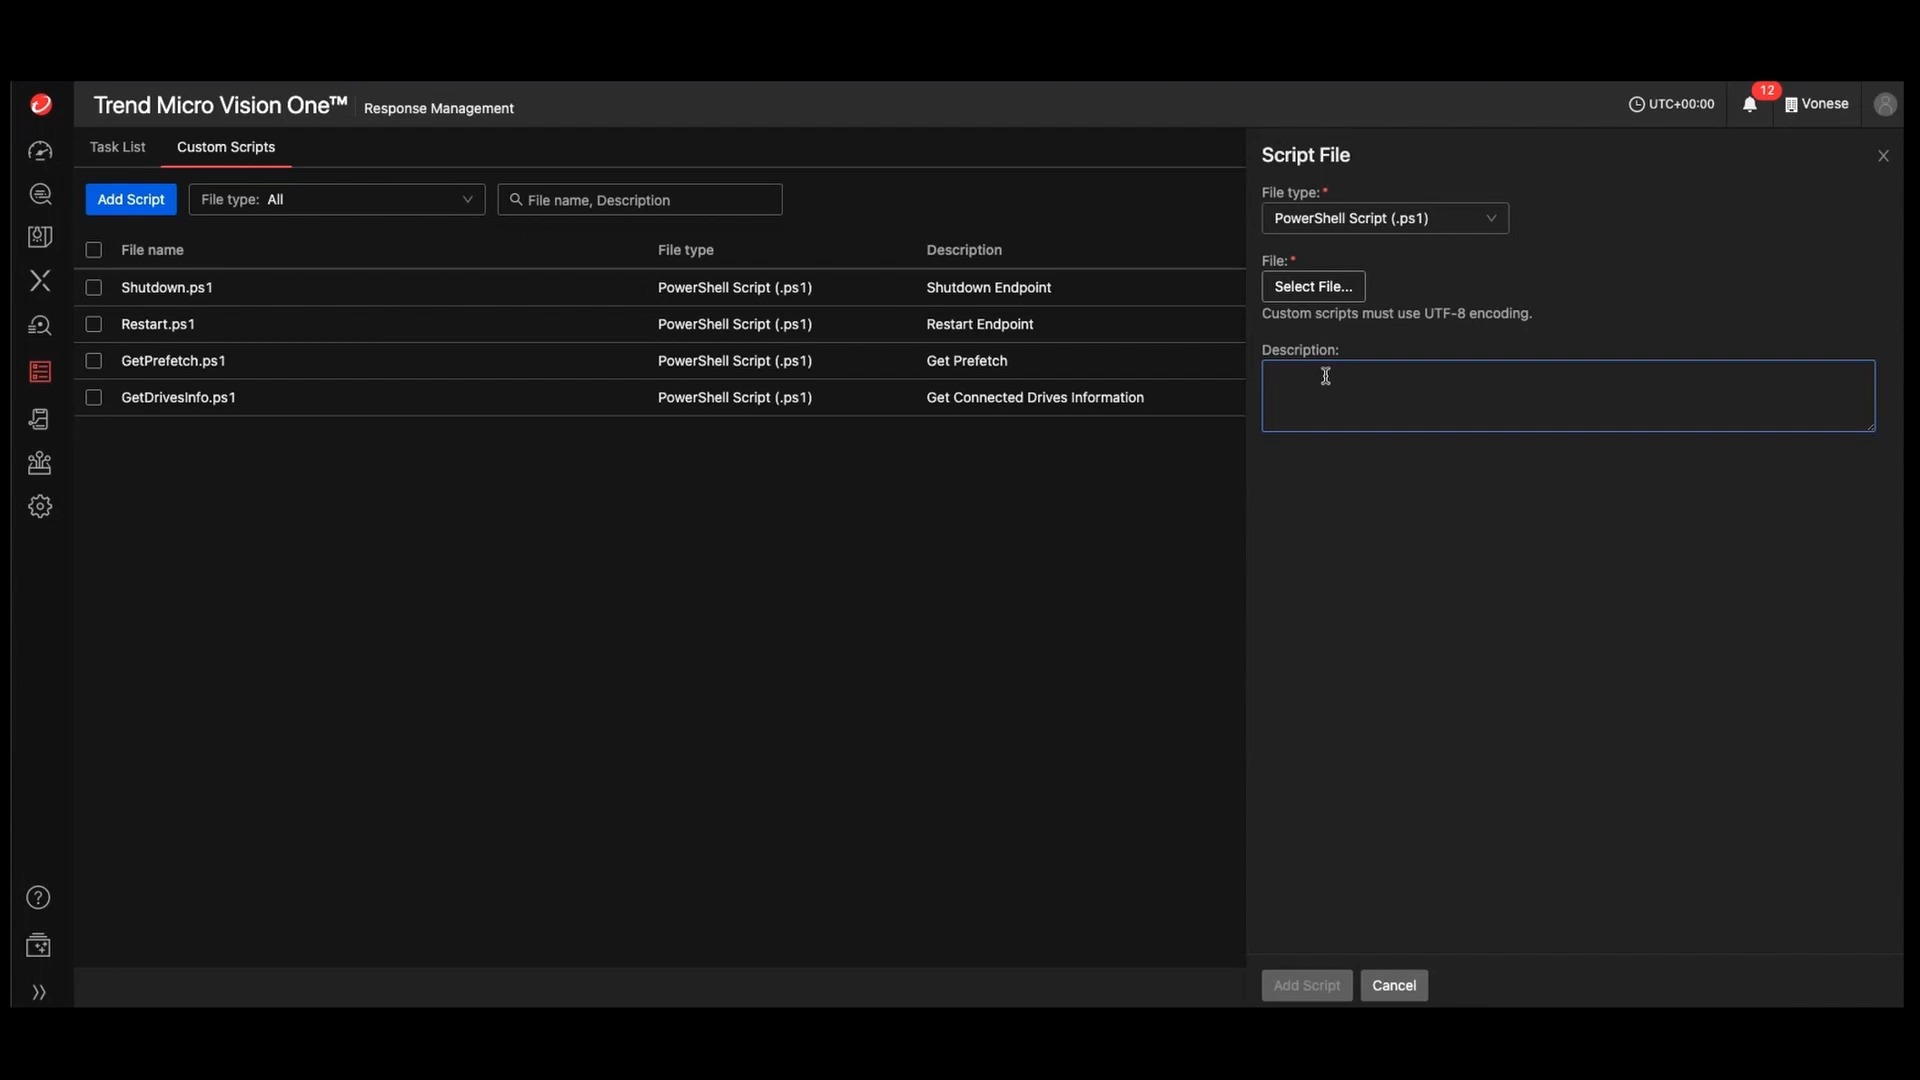 Trend Micro Vision One™ Response Management
UTC+00:00
12
Vonese
Task List
Custom Scripts
Add Script
File type: All
File name, Description
File name
File type
Description
Shutdown.ps1
PowerShell Script (.ps1)
Shutdown Endpoint
Restart.ps1
PowerShell Script (.ps1)
Restart Endpoint
GetPrefetch.ps1
PowerShell Script (.ps1)
Get Prefetch
GetDrivesInfo.ps1
PowerShell Script (.ps1)
Get Connected Drives Information
Script File
File type:*
PowerShell Script (.ps1)
File:*
Select File...
Custom scripts must use UTF-8 encoding.
Description:
Add Script
Cancel